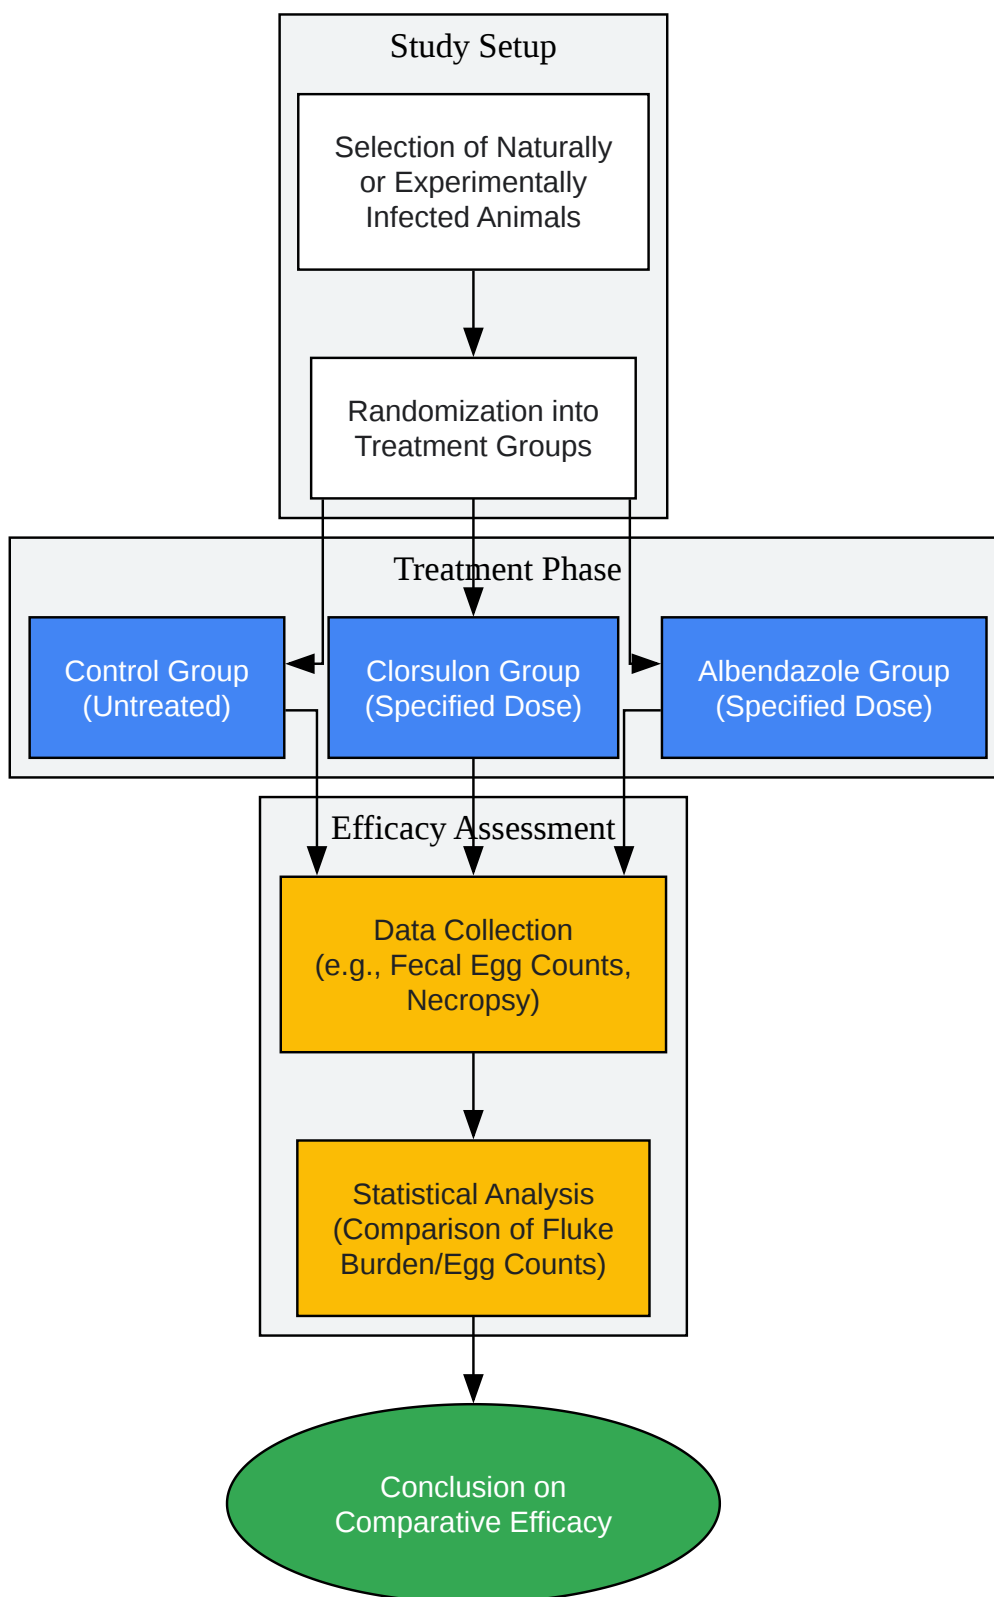 Study Setup
Selection of Naturally
or Experimentally
Infected Animals
Randomization into
Treatment Groups
Treatment Phase
Control Group
(Untreated)
Clorsulon Group
(Specified Dose)
Albendazole Group
(Specified Dose)
Efficacy Assessment
Data Collection
(e.g., Fecal Egg Counts,
Necropsy)
Statistical Analysis
(Comparison of Fluke
Burden/Egg Counts)
Conclusion on
Comparative Efficacy